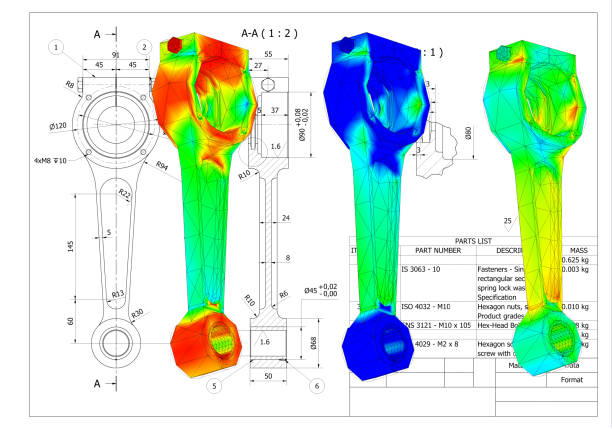 A
A-A ( 1 : 2 )
: 1 )
1
2
91
45
45
55
27
R8
5
37
Ø120
Ø90 +0,08 -0,02
Ø80
3
3
1.6
4xM8 ↧10
R94
R10
R22
24
5
8
145
25
R13
Ø45 +0,02 -0,00
R10
R6
60
R30
1.6
Ø68
50
A
5
6
PARTS LIST
PART NUMBER
MASS
0.625 kg
IS 3063 - 10
Fasteners - Sin
0.003 kg
rectangular sec
spring lock was
Specification
ISO 4032 - M10
Hexagon nuts, s
0.010 kg
Product grades
3121 - M10 x 105
Hex-Head Bo
kg
kg
4029 - M2 x 8
Hexagon so
kg
screw with
Format